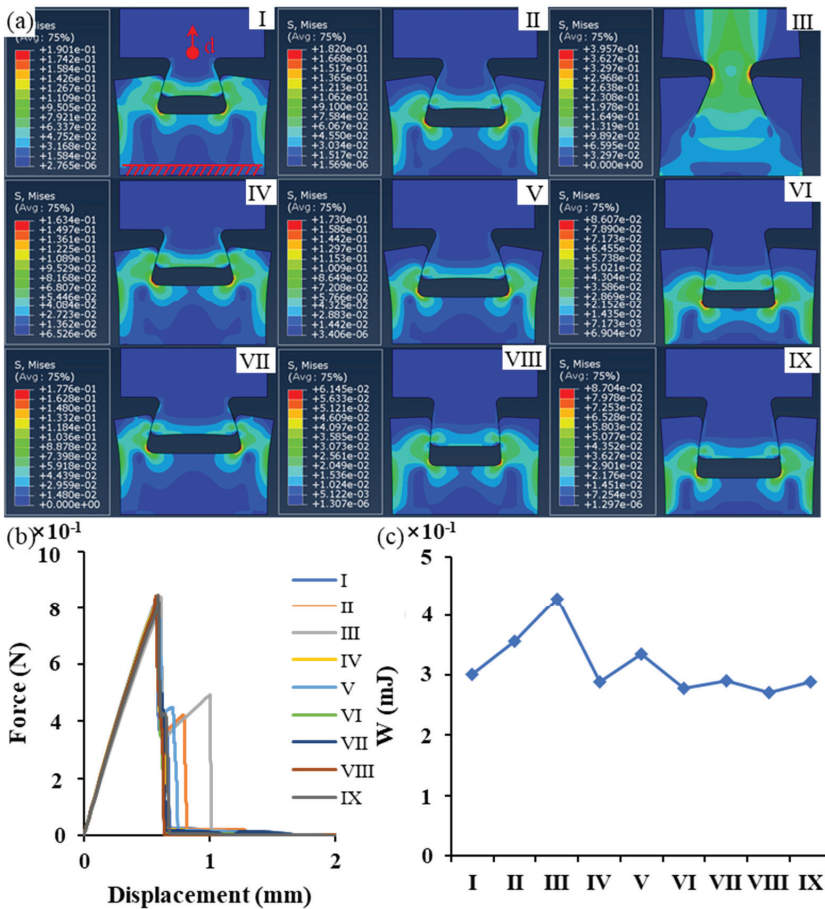 (a)
I
S, Mises
(Avg: 75%)
+1.901e-01
+1.742e-01
+1.584e-01
+1.426e-01
+1.267e-01
+1.109e-01
+9.505e-02
+7.921e-02
+6.337e-02
+4.752e-02
+3.168e-02
+1.584e-02
+2.765e-06
d
II
S, Mises
(Avg: 75%)
+1.820e-01
+1.668e-01
+1.517e-01
+1.365e-01
+1.213e-01
+1.062e-01
+9.100e-02
+7.584e-02
+6.067e-02
+4.550e-02
+3.034e-02
+1.517e-02
+1.569e-06
III
S, Mises
(Avg: 75%)
+3.957e-01
+3.627e-01
+3.297e-01
+2.968e-01
+2.638e-01
+2.308e-01
+1.978e-01
+1.649e-01
+1.319e-01
+9.892e-02
+6.595e-02
+3.297e-02
+0.000e+00
IV
S, Mises
(Avg: 75%)
+1.634e-01
+1.497e-01
+1.361e-01
+1.225e-01
+1.089e-01
+9.529e-02
+8.168e-02
+6.807e-02
+5.446e-02
+4.084e-02
+2.723e-02
+1.362e-02
+6.526e-06
V
S, Mises
(Avg: 75%)
+1.730e-01
+1.586e-01
+1.442e-01
+1.297e-01
+1.153e-01
+1.009e-01
+8.649e-02
+7.208e-02
+5.766e-02
+4.325e-02
+2.883e-02
+1.442e-02
+3.406e-06
VI
S, Mises
(Avg: 75%)
+8.607e-02
+7.890e-02
+7.173e-02
+6.455e-02
+5.738e-02
+5.021e-02
+4.304e-02
+3.586e-02
+2.869e-02
+2.152e-02
+1.435e-02
+7.173e-03
+6.904e-07
VII
S, Mises
(Avg: 75%)
+1.776e-01
+1.628e-01
+1.480e-01
+1.332e-01
+1.184e-01
+1.036e-01
+8.878e-02
+7.398e-02
+5.918e-02
+4.439e-02
+2.959e-02
+1.480e-02
+0.000e+00
VIII
S, Mises
(Avg: 75%)
+6.145e-02
+5.633e-02
+5.121e-02
+4.609e-02
+4.097e-02
+3.585e-02
+3.073e-02
+2.561e-02
+2.049e-02
+1.536e-02
+1.024e-02
+5.122e-03
+1.307e-06
IX
S, Mises
(Avg: 75%)
+8.704e-02
+7.978e-02
+7.253e-02
+6.528e-02
+5.803e-02
+5.077e-02
+4.352e-02
+3.627e-02
+2.901e-02
+2.176e-02
+1.451e-02
+7.254e-03
+1.297e-06
(b)
×10⁻¹
10
8
6
4
2
0
Force (N)
0 1 2
Displacement (mm)
I
II
III
IV
V
VI
VII
VIII
IX
(c)
×10⁻¹
5
4
3
2
1
0
W (mJ)
I II III IV V VI VII VIII IX